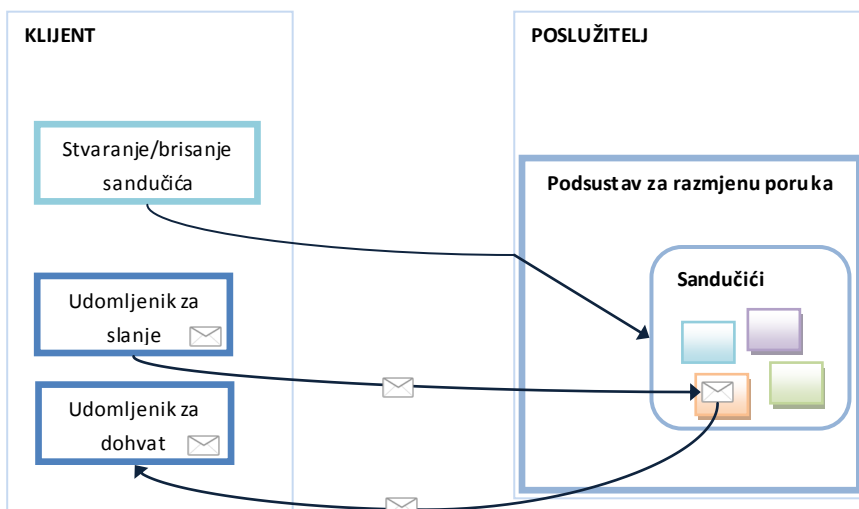 KLIJENT
Stvaranje/brisanje
sandučića
Udomljenik za
slanje
Udomljenik za
dohvat
POSLUŽITELJ
Podsustav za razmjenu poruka
Sandučići